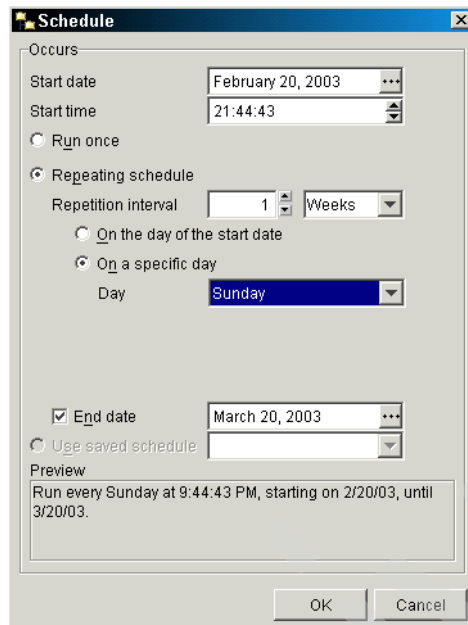 Schedule
Occurs
Start date February 20, 2003 ...
Start time 21:44:43
Run once
Repeating schedule
Repetition interval 1 Weeks
On the day of the start date
On a specific day
Day Sunday
End date March 20, 2003 ...
Use saved schedule
Preview
Run every Sunday at 9:44:43 PM, starting on 2/20/03, until
3/20/03.
OK Cancel